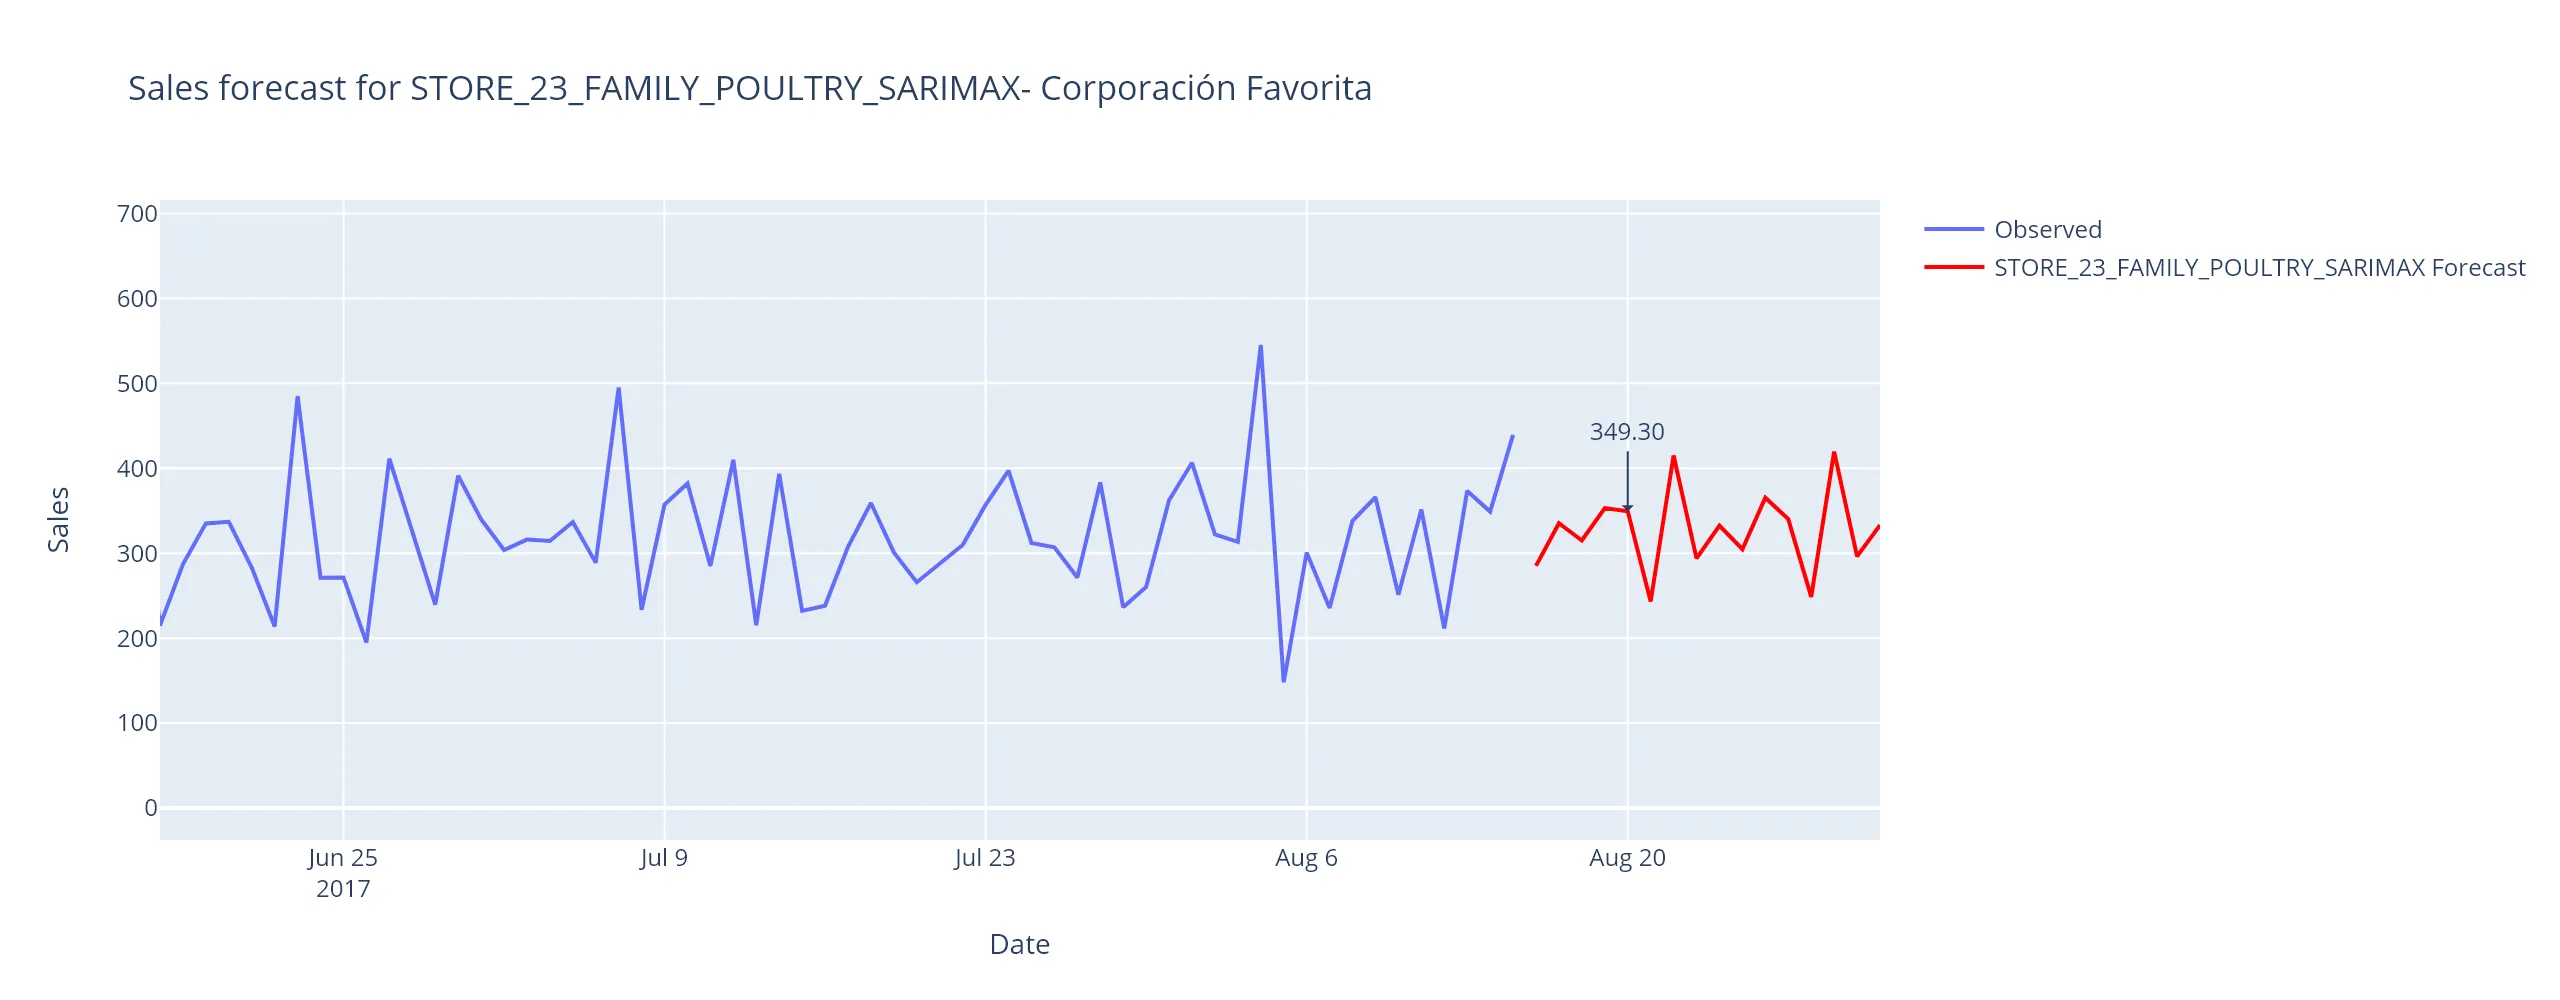 Sales forecast for STORE_23_FAMILY_POULTRY_SARIMAX- Corporación Favorita
Observed
STORE_23_FAMILY_POULTRY_SARIMAX Forecast
700
600
500
400
300
200
100
0
Sales
349.30
Jun 25
2017
Jul 9
Jul 23
Aug 6
Aug 20
Date